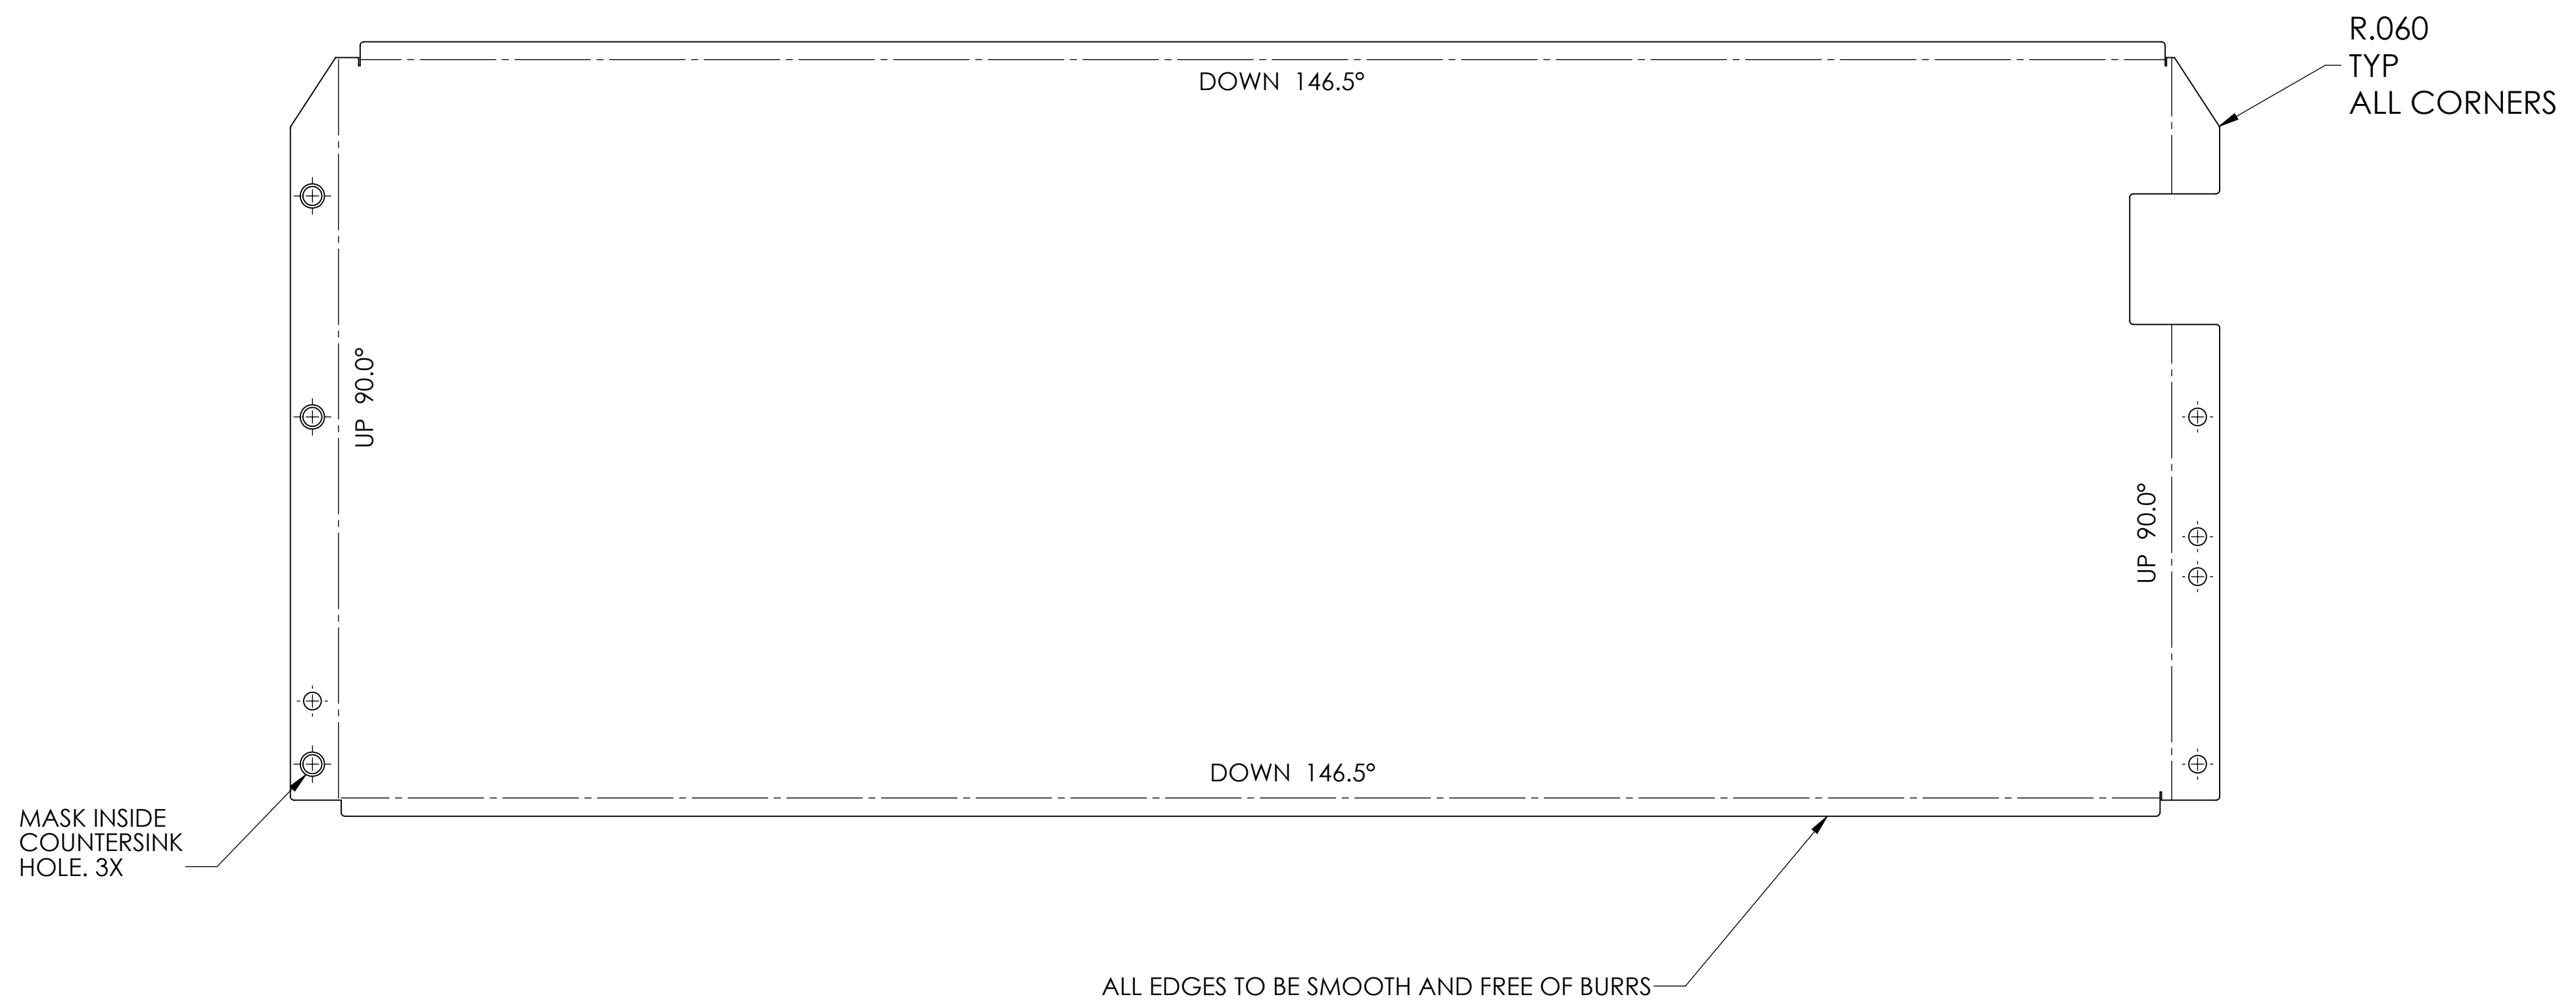 R.060
TYP
ALL CORNERS
DOWN 146.5°
UP 90.0°
UP 90.0°
DOWN 146.5°
MASK INSIDE
COUNTERSINK
HOLE. 3X
ALL EDGES TO BE SMOOTH AND FREE OF BURRS